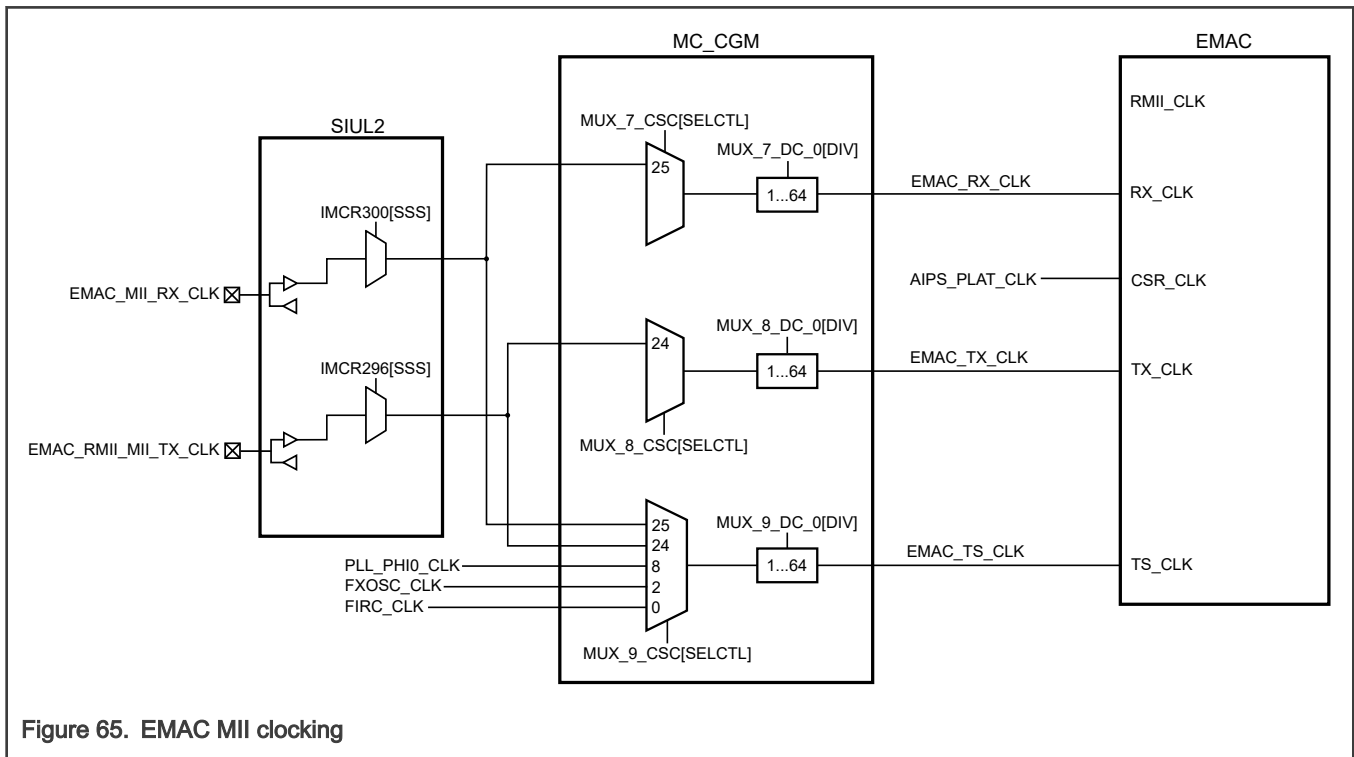 MC_CGM
EMAC
SIUL2
MUX_7_CSC[SELCTL]
25
MUX_7_DC_0[DIV]
1...64
EMAC_RX_CLK
RMII_CLK
RX_CLK
IMCR300[SSS]
EMAC_MII_RX_CLK
AIPS_PLAT_CLK
CSR_CLK
MUX_8_DC_0[DIV]
24
1...64
EMAC_TX_CLK
TX_CLK
IMCR296[SSS]
MUX_8_CSC[SELCTL]
EMAC_RMII_MII_TX_CLK
25
24
8
2
0
MUX_9_DC_0[DIV]
1...64
EMAC_TS_CLK
TS_CLK
PLL_PHI0_CLK
FXOSC_CLK
FIRC_CLK
MUX_9_CSC[SELCTL]
Figure 65. EMAC MII clocking